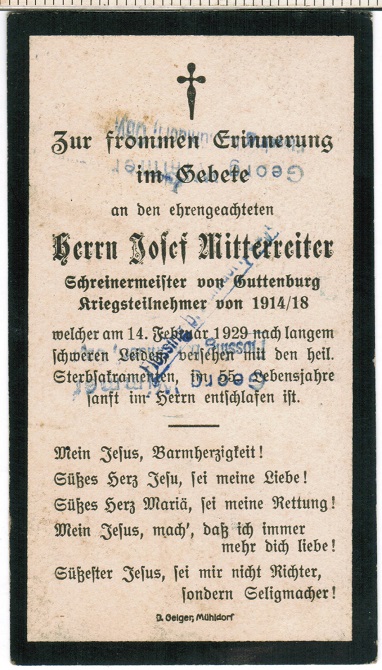 Zur frommen Erinnerung
im Gebete
an den ehrengeachteten
Herrn Josef Mitterreiter
Schreinermeister von Guttenburg
Kriegsteilnehmer von 1914/18
welcher am 14. Februar 1929 nach langem
schweren Leiden, versehen mit den heil.
Sterbsakramenten, im 55. Lebensjahre
sanft im Herrn entschlafen ist.
Mein Jesus, Barmherzigkeit!
Süßes Herz Jesu, sei meine Liebe!
Süßes Herz Mariä, sei meine Rettung!
Mein Jesus, mach', daß ich immer
mehr dich liebe!
Süßester Jesus, sei mir nicht Richter,
sondern Seligmacher!
D. Geiger, Mühldorf
Georg
Georg